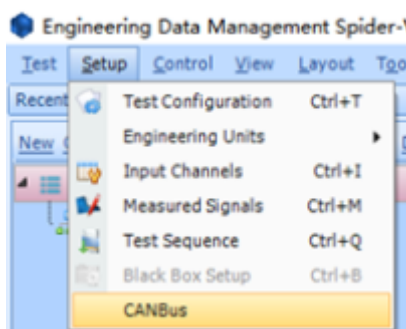 Engineering Data Management Spider-
Test Setup Control View Layout
Recent
Test Configuration Ctrl+T
New
Engineering Units
Input Channels Ctrl+I
Measured Signals Ctrl+M
Test Sequence Ctrl+Q
Black Box Setup Ctrl+B
CANBus